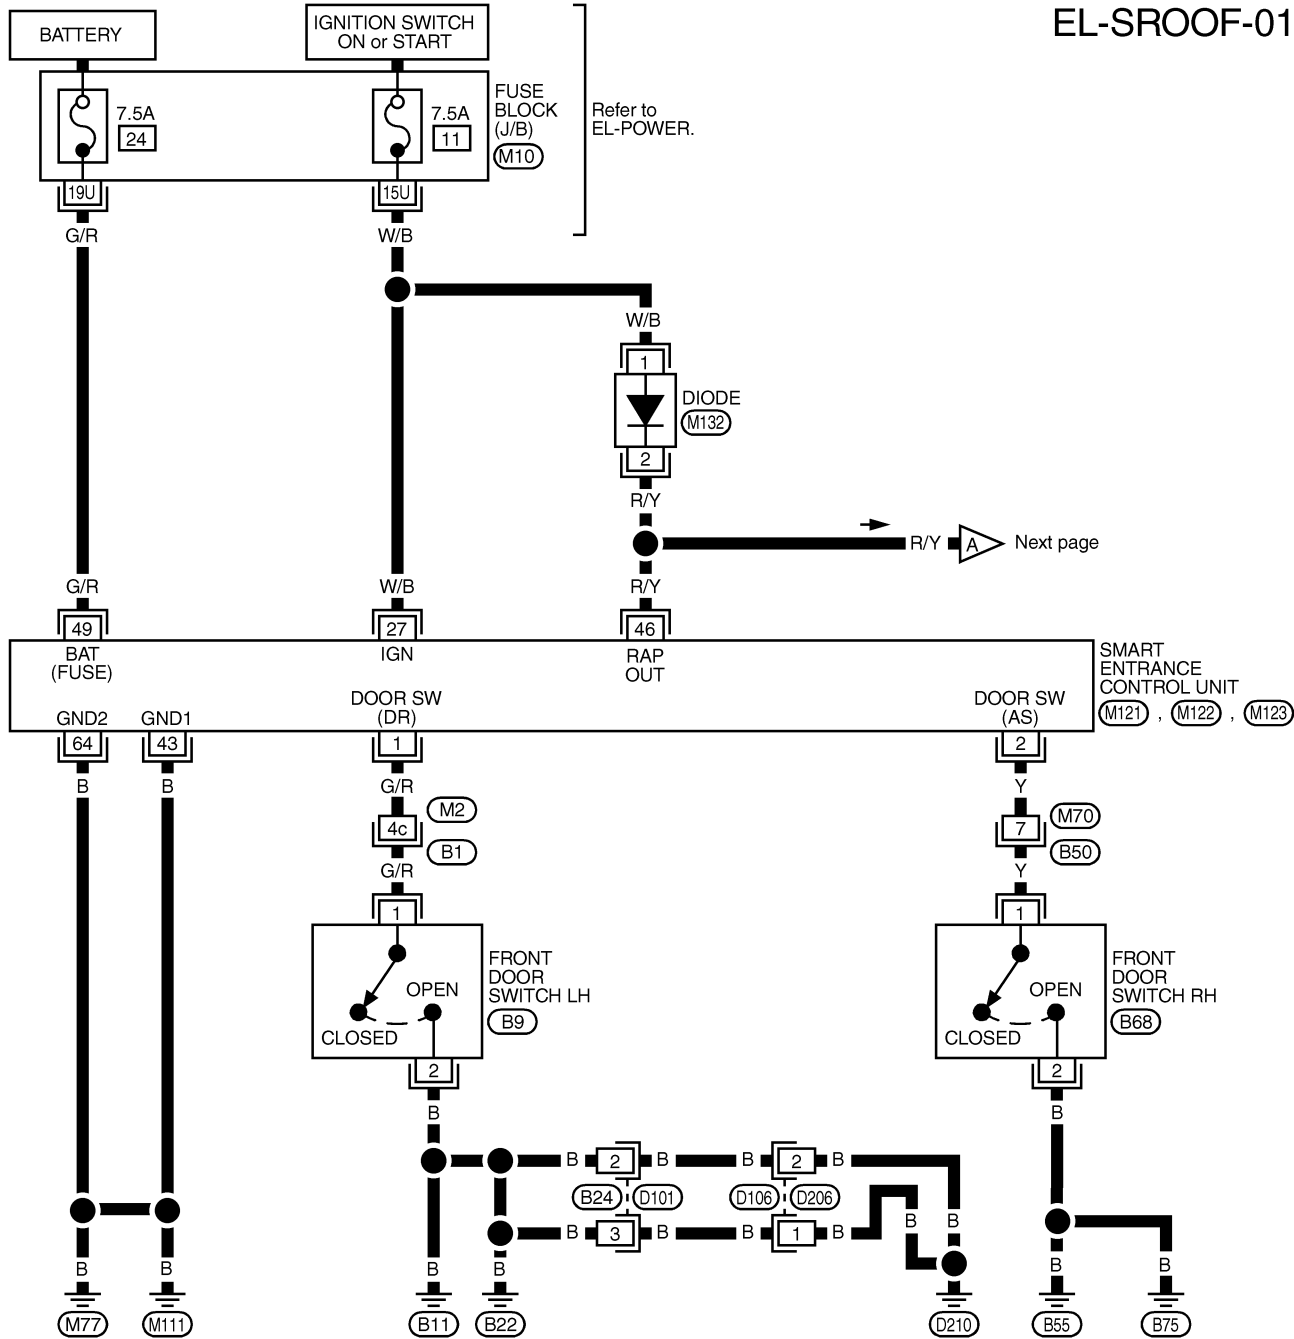 EL-SROOF-01
BATTERY
IGNITION SWITCH
ON or START
7.5A
24
7.5A
11
FUSE
BLOCK
(J/B)
M10
Refer to
EL-POWER.
19U
15U
G/R
W/B
W/B
1
DIODE
M132
2
R/Y
R/Y
A
Next page
G/R
W/B
R/Y
49
27
46
BAT
(FUSE)
IGN
RAP
OUT
SMART
ENTRANCE
CONTROL UNIT
M121 , M122 , M123
GND2
GND1
DOOR SW
(DR)
DOOR SW
(AS)
64
43
1
2
B
B
G/R
Y
M2
4c
B1
M70
7
B50
G/R
Y
1
1
OPEN
CLOSED
FRONT
DOOR
SWITCH LH
B9
OPEN
CLOSED
FRONT
DOOR
SWITCH RH
B68
2
2
B
B
B
2
B
B
2
B
B24
D101
D106
D206
B
3
B
B
1
B
B
B
B
B
B
B
B
B
M77
M111
B11
B22
D210
B55
B75